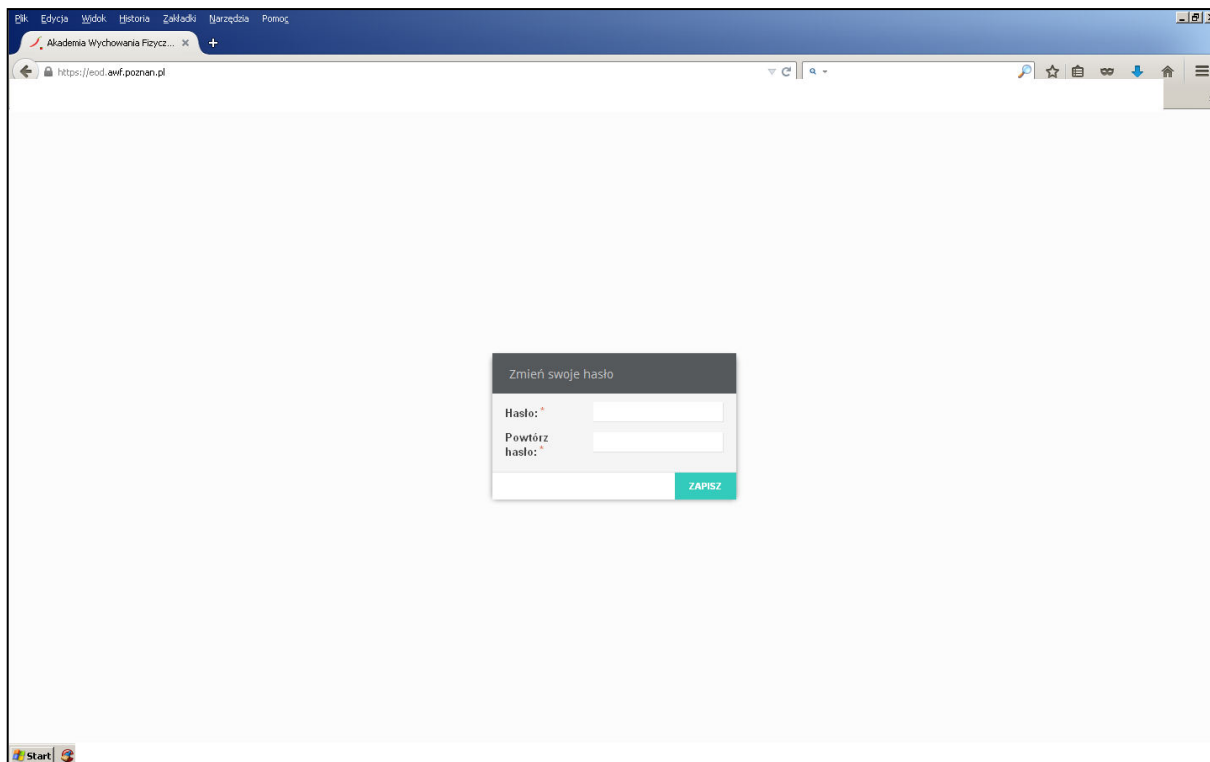 Plik Edycja Widok Historia Zakładki Narzędzia Pomoc
Akademia Wychowania Fizycz... × +
https://eod.awf.poznan.pl
Zmień swoje hasło
Hasło: *
Powtórz
hasło: *
ZAPISZ
Start